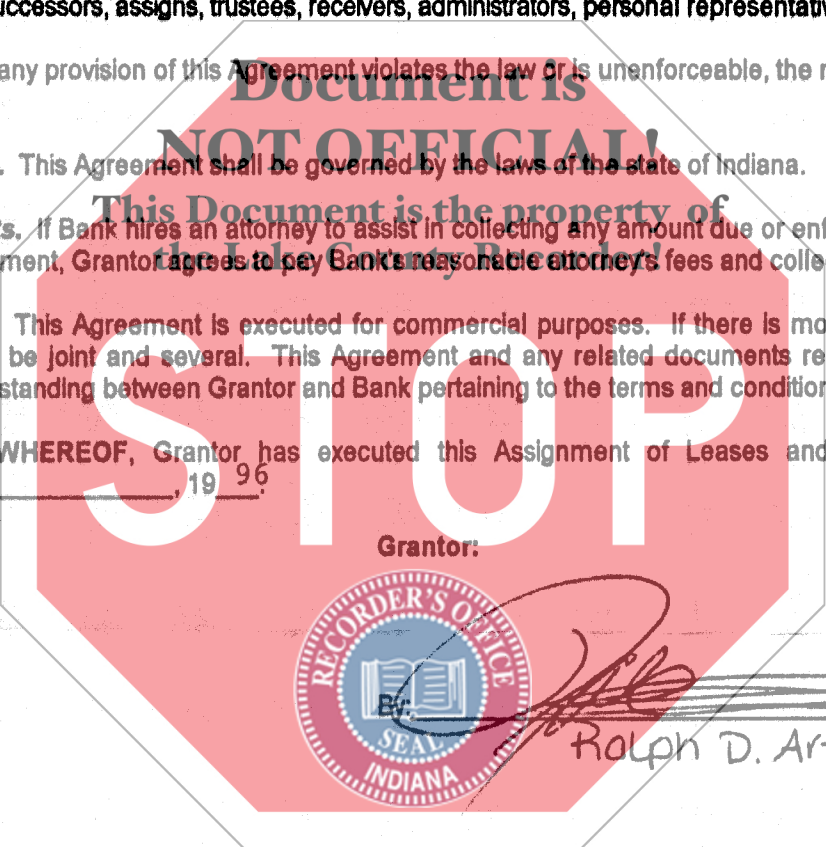 uccessors, assigns, trustees, receivers, administrators, personal representativ
any provision of this Agreement violates the law or is unenforceable, the r
Document is
NOT OFFICIAL!
. This Agreement shall be governed by the laws of the state of Indiana.
This Document is the property of
s. If Bank hires an attorney to assist in collecting any amount due or enf
the Lake County Recorder!
ment, Grantor agrees to pay Bank's reasonable attorney's fees and colle
This Agreement is executed for commercial purposes. If there is mo
be joint and several. This Agreement and any related documents re
standing between Grantor and Bank pertaining to the terms and condition
STOP
WHEREOF, Grantor has executed this Assignment of Leases and
, 19 96.
Grantor:
RECORDER'S OFFICE
By:
SEAL
INDIANA
Ralph D. Ar